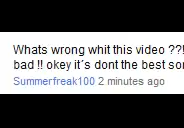 Whats wrong whit this video ??!
bad !! okey it´s dont the best so
Summerfreak100 2 minutes ago